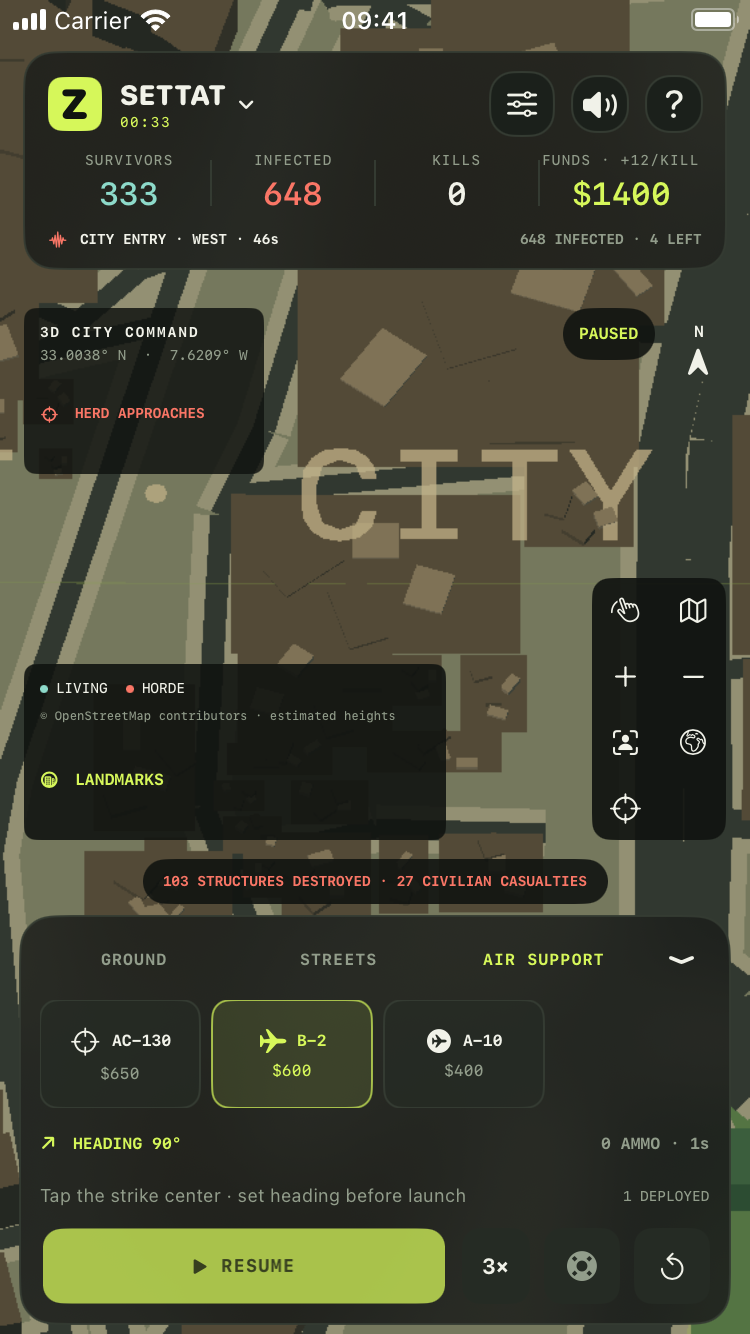 Carrier 09:41
Z SETTAT
00:33
?
SURVIVORS INFECTED KILLS FUNDS · +12/KILL
333 648 0 $1400
CITY ENTRY · WEST · 46s 648 INFECTED · 4 LEFT
3D CITY COMMAND
33.0038° N · 7.6209° W
HERD APPROACHES
PAUSED
N
CITY
LIVING HORDE
© OpenStreetMap contributors · estimated heights
LANDMARKS
103 STRUCTURES DESTROYED · 27 CIVILIAN CASUALTIES
GROUND STREETS AIR SUPPORT
AC-130 B-2 A-10
$650 $600 $400
HEADING 90° 0 AMMO · 1s
Tap the strike center · set heading before launch 1 DEPLOYED
RESUME 3×